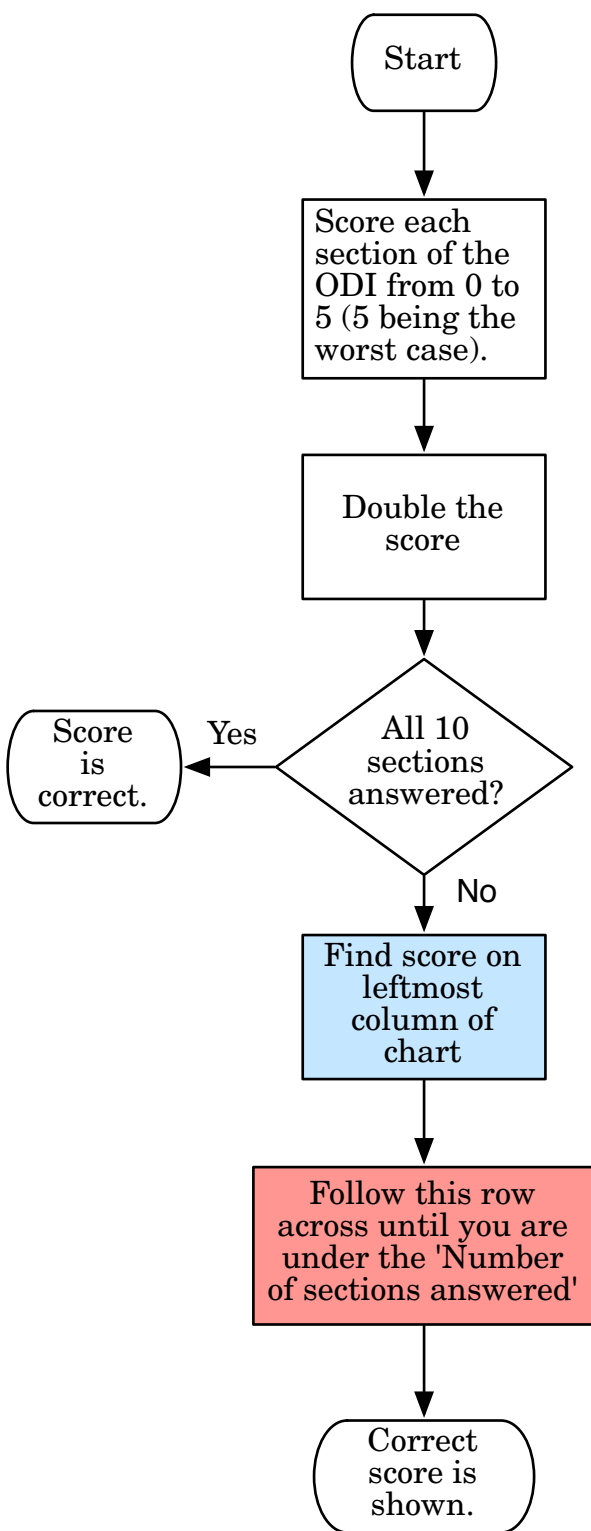 Start
Score each
section of the
ODI from 0 to
5 (5 being the
worst case).
Double the
score
All 10
sections
answered?
Yes
Score
is
correct.
No
Find score on
leftmost
column of
chart
Follow this row
across until you are
under the 'Number
of sections answered'
Correct
score is
shown.